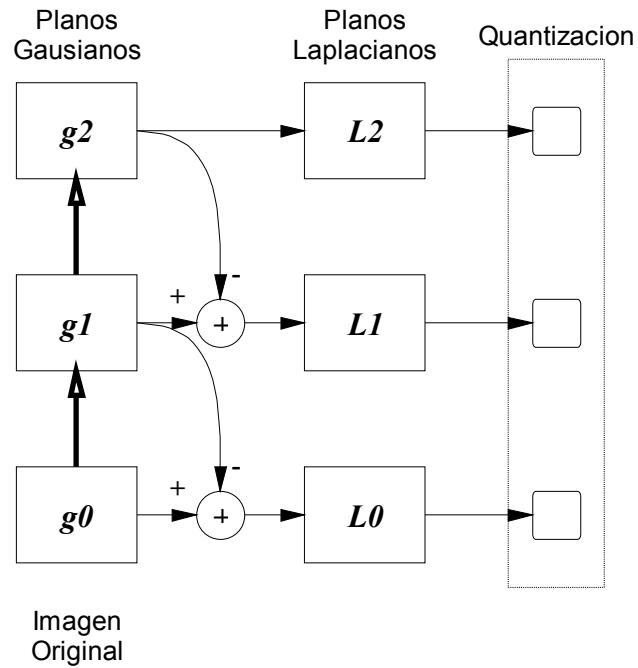 Planos
Gausianos
Planos
Laplacianos
Quantizacion
g2
L2
-
+
g1
+
L1
-
+
g0
+
L0
Imagen
Original